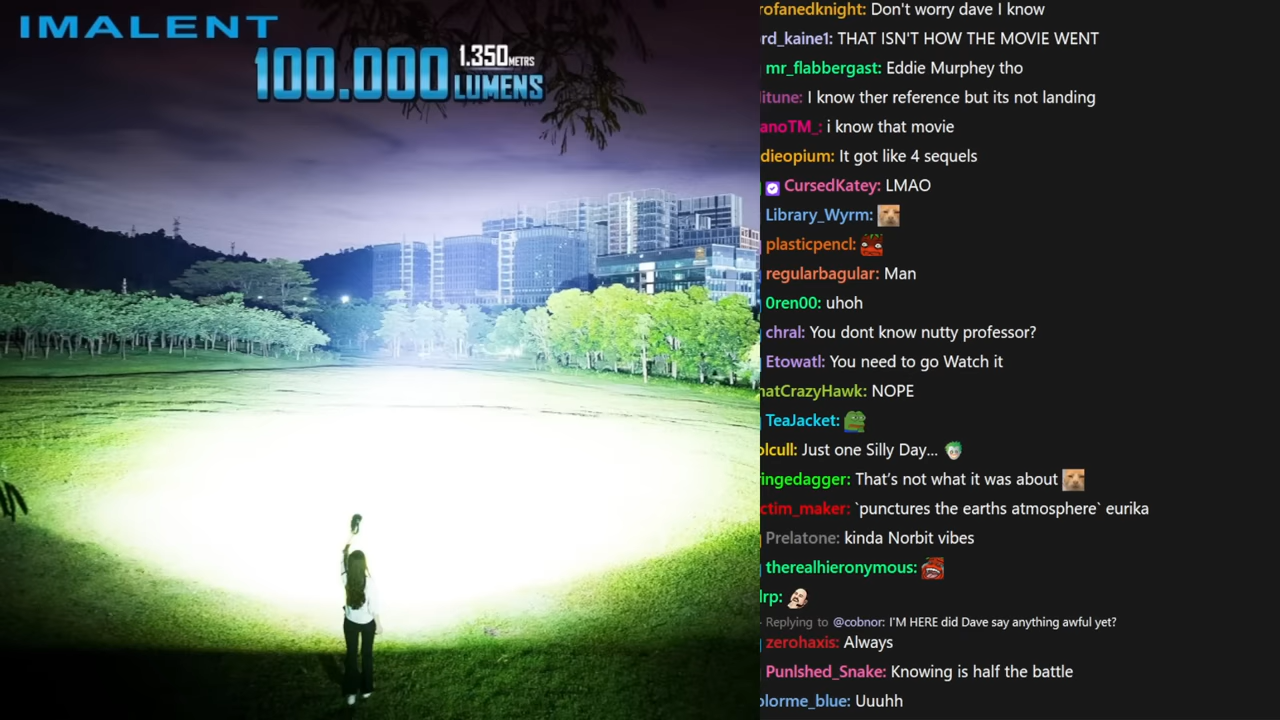 IMALENT
100.000 1.350METRS
LUMENS
rofanedknight: Don't worry dave I know
ord_kaine1: THAT ISN'T HOW THE MOVIE WENT
mr_flabbergast: Eddie Murphey tho
litune: I know ther reference but its not landing
anoTM_: i know that movie
dieopium: It got like 4 sequels
CursedKatey: LMAO
Library_Wyrm:
plasticpencl:
regularbagular: Man
0ren00: uhoh
chral: You dont know nutty professor?
Etowatl: You need to go Watch it
hatCrazyHawk: NOPE
TeaJacket:
olcull: Just one Silly Day...
ingedagger: That's not what it was about
ctim_maker: `punctures the earths atmosphere` eurika
Prelatone: kinda Norbit vibes
therealhieronymous:
lrp:
Replying to @cobnor: I'M HERE did Dave say anything awful yet?
zerohaxis: Always
Punlshed_Snake: Knowing is half the battle
olorme_blue: Uuuhh